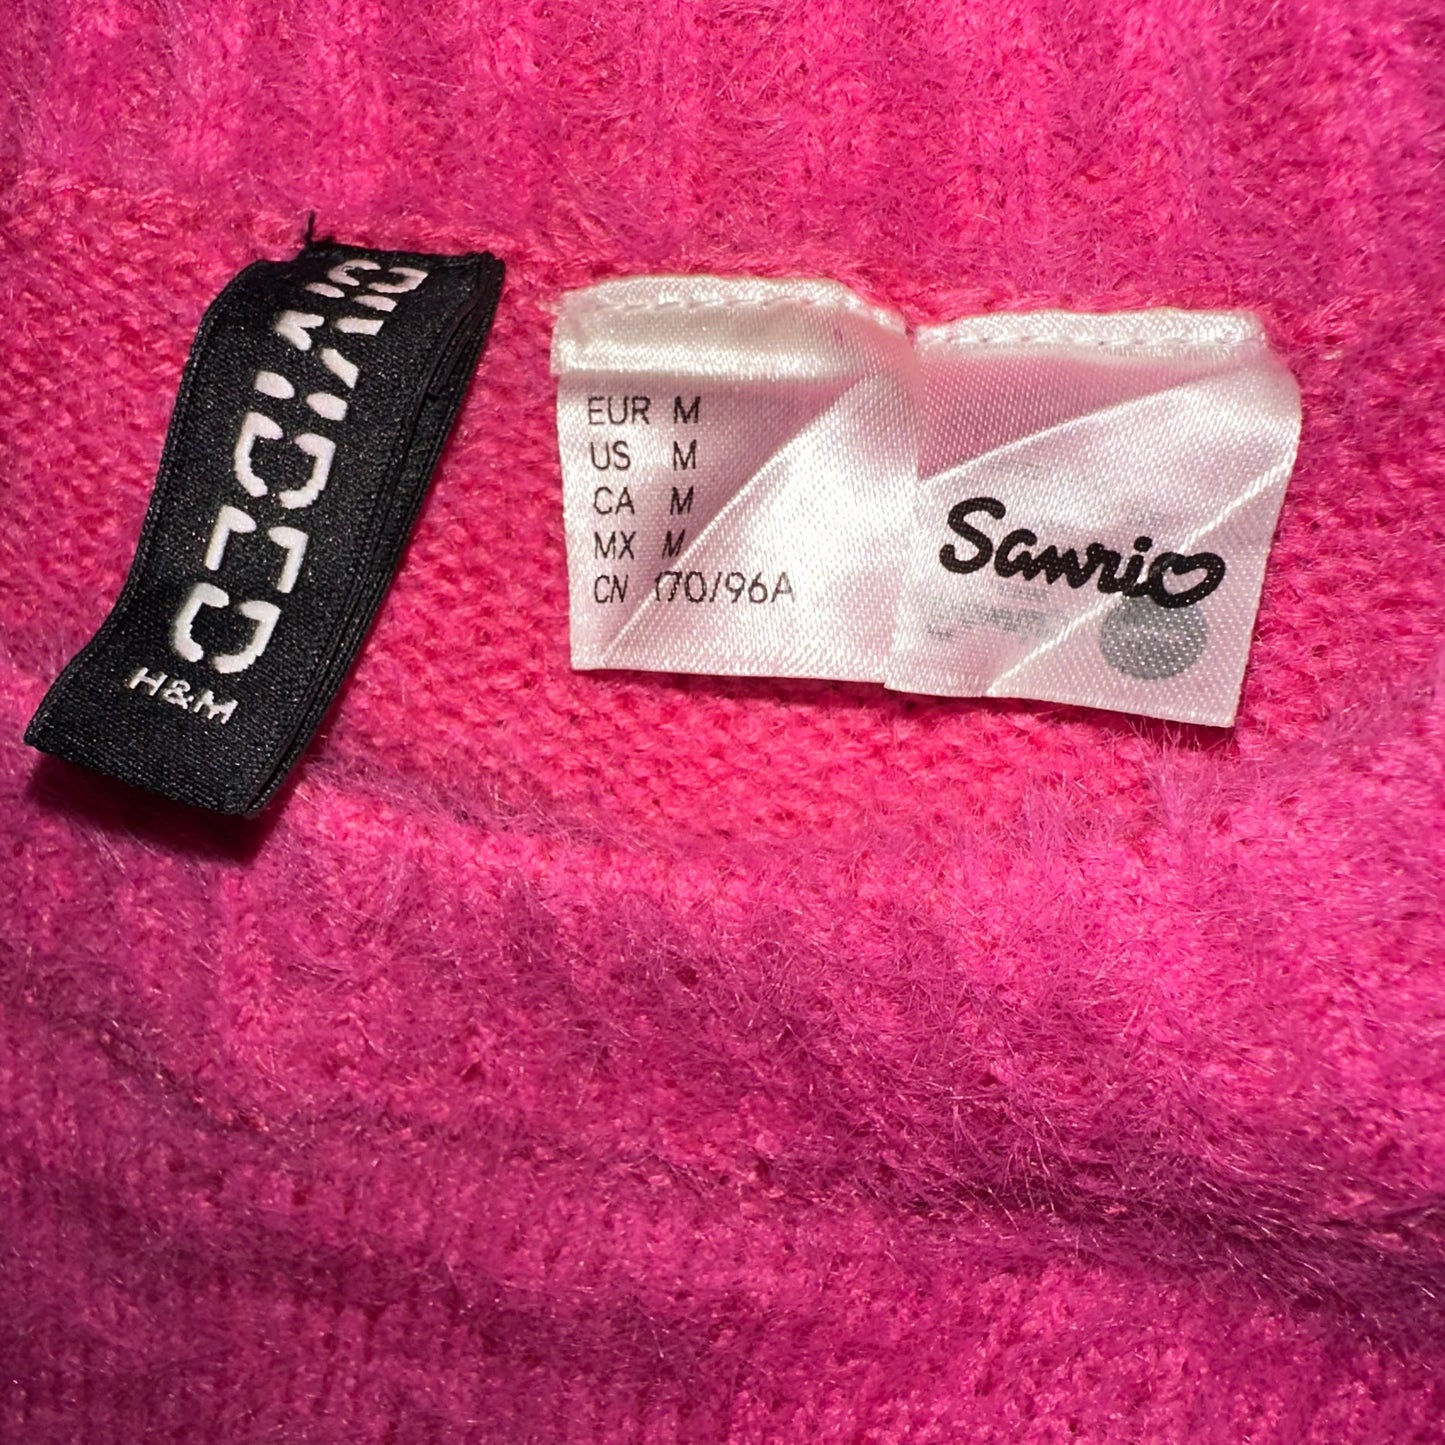 DIVIDED
H&M
EUR M
US M
CA M
MX M
CN 170/96A
Sanrio